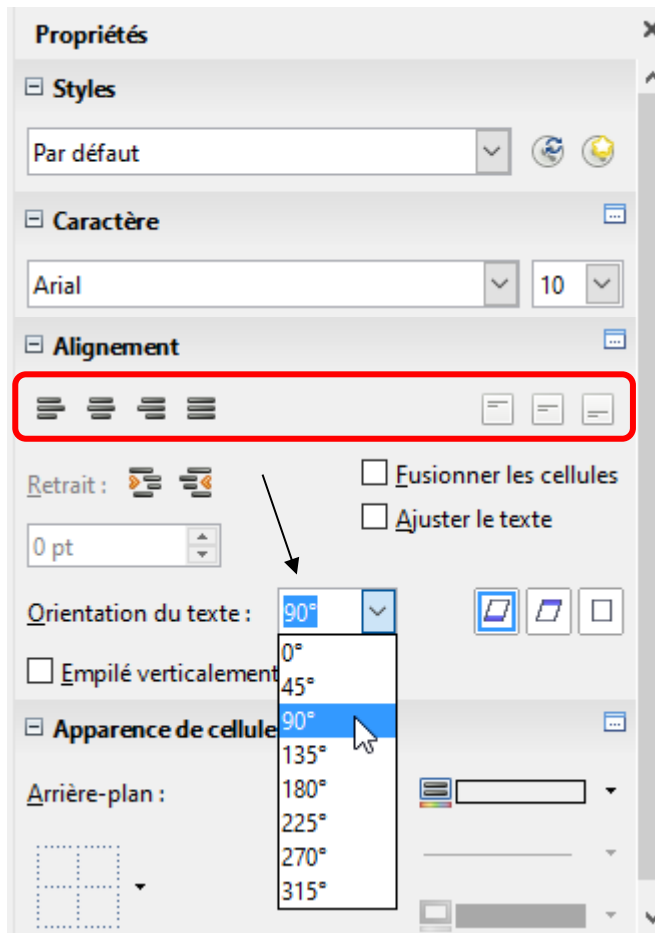 Propriétés
Styles
Par défaut
Caractère
Arial 10
Alignement
Retrait : Fusionner les cellules
Ajuster le texte
0 pt
Orientation du texte : 90°
0°
Empilé verticalement
45°
Apparence de cellule 90°
135°
Arrière-plan : 180°
225°
270°
315°